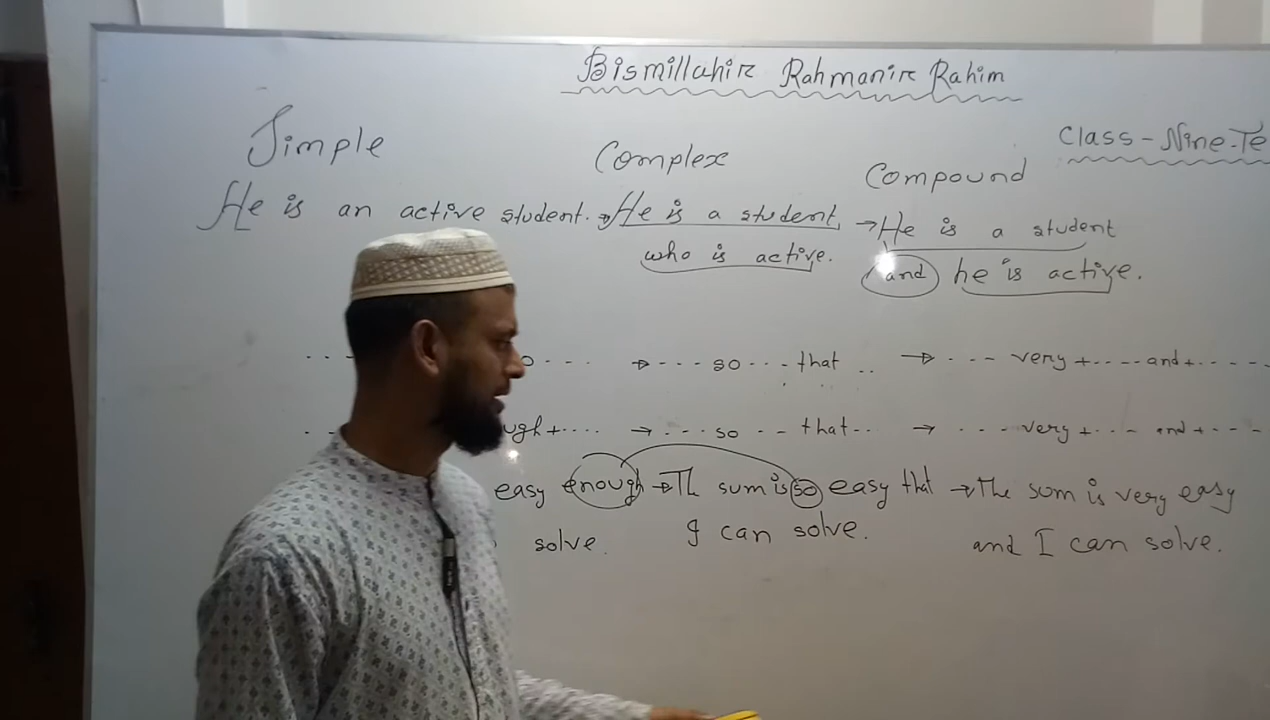 Bismillahir Rahmanir Rahim
Class-Nine-Te
Simple
Complex
Compound
He is an active student.
→He is a student,
who is active.
→He is a student
and he is active.
→ --- so --- that ..
→ --- very + ---- and + -----
ugh + ....
→ --- so -- that --
→ --- very + --- and + ----
easy enough
solve.
→Th sum is so easy that
I can solve.
→The sum is very easy
and I can solve.